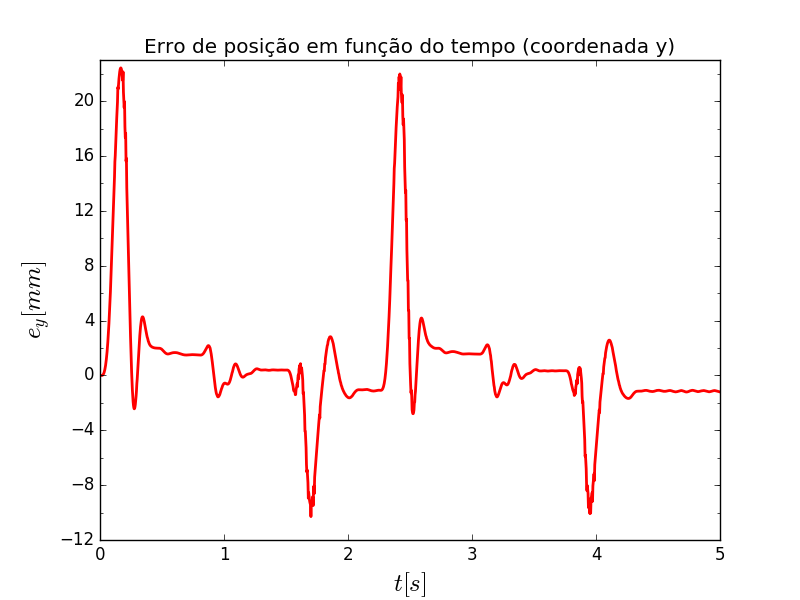 Erro de posição em função do tempo (coordenada y)
20
16
12
8
4
0
−4
−8
−12
e_y[mm]
0 1 2 3 4 5
t[s]